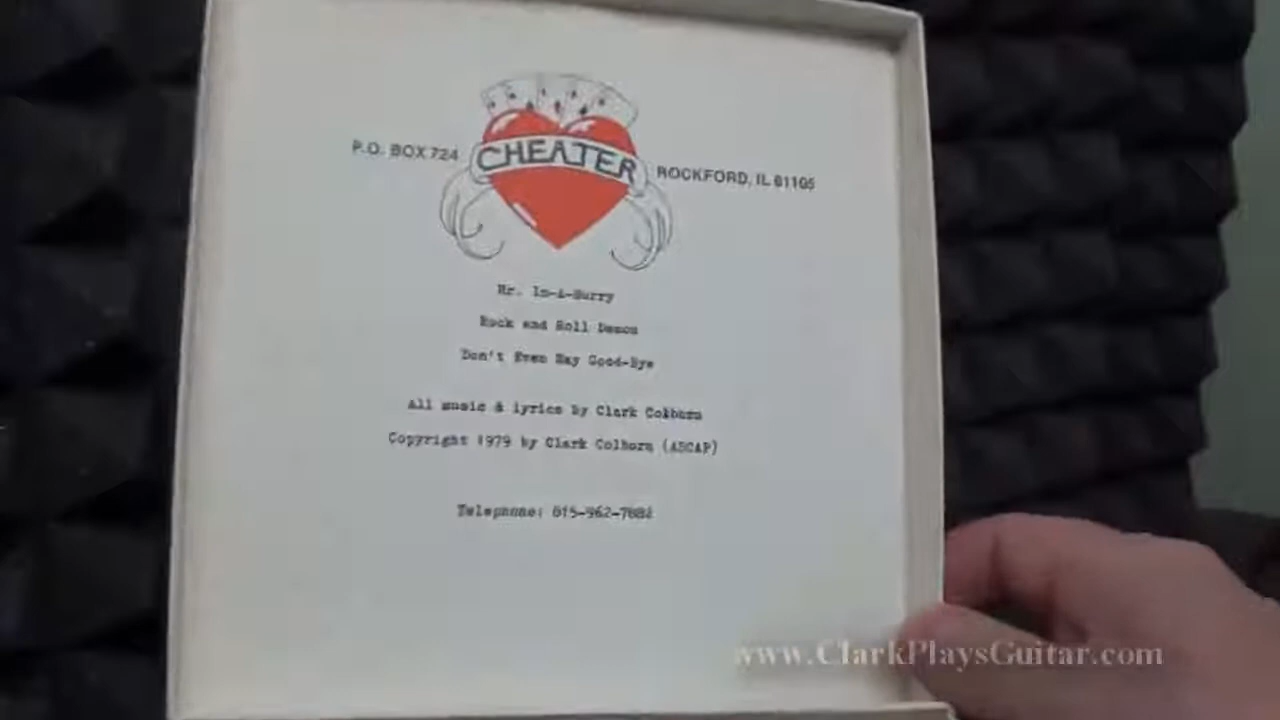 P.O. BOX 724 CHEATER ROCKFORD, IL 61105
Mr. In-A-Hurry
Rock and Roll Demon
Don't Even Say Good-Bye
All music & lyrics by Clark Colborn
Copyright 1979 by Clark Colborn (ASCAP)
Telephone: 815-962-7882
www.ClarkPlaysGuitar.com